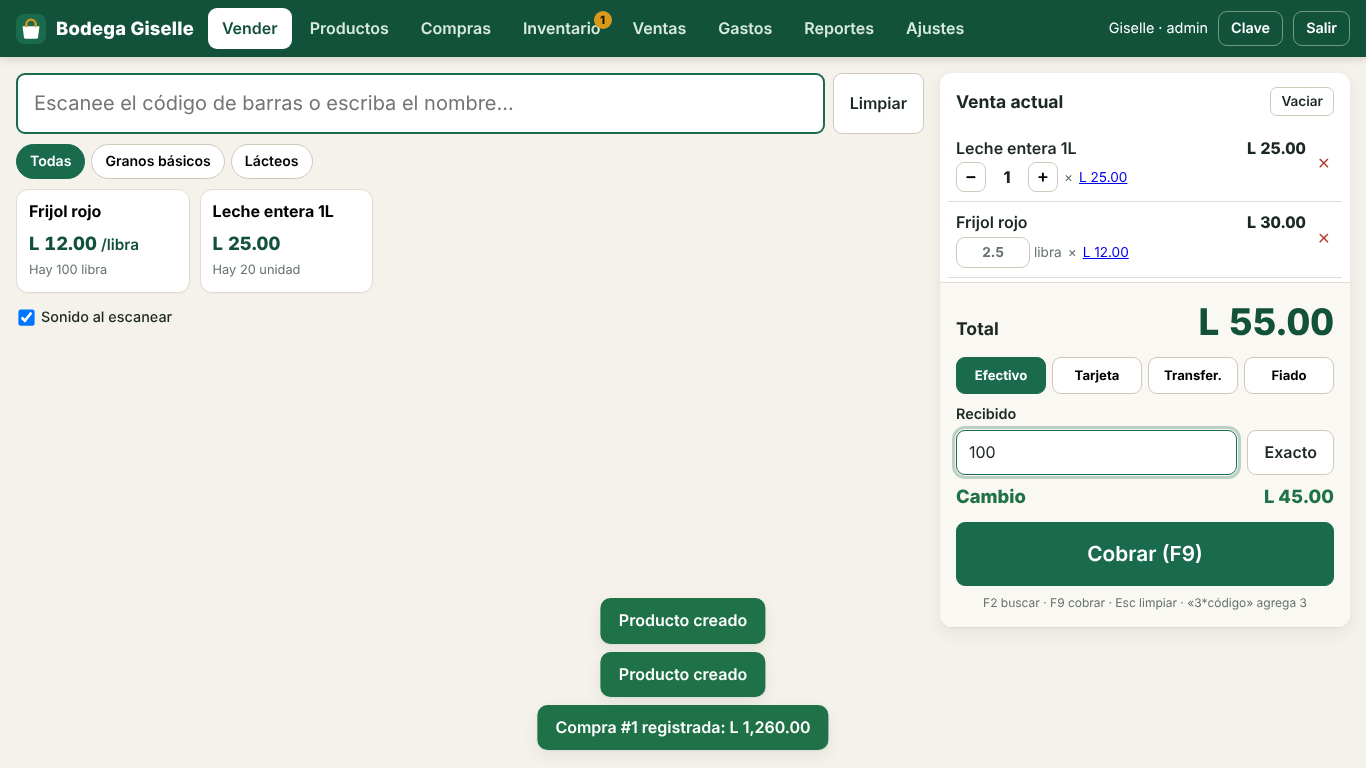 Bodega Giselle
Vender
Productos
Compras
Inventario
1
Ventas
Gastos
Reportes
Ajustes
Giselle · admin
Clave
Salir
Escanee el código de barras o escriba el nombre...
Limpiar
Todas
Granos básicos
Lácteos
Frijol rojo
L 12.00 /libra
Hay 100 libra
Leche entera 1L
L 25.00
Hay 20 unidad
Sonido al escanear
Venta actual
Vaciar
Leche entera 1L
L 25.00
×
− 1 + × L 25.00
Frijol rojo
L 30.00
×
2.5 libra × L 12.00
Total
L 55.00
Efectivo
Tarjeta
Transfer.
Fiado
Recibido
100
Exacto
Cambio
L 45.00
Cobrar (F9)
F2 buscar · F9 cobrar · Esc limpiar · «3*código» agrega 3
Producto creado
Producto creado
Compra #1 registrada: L 1,260.00